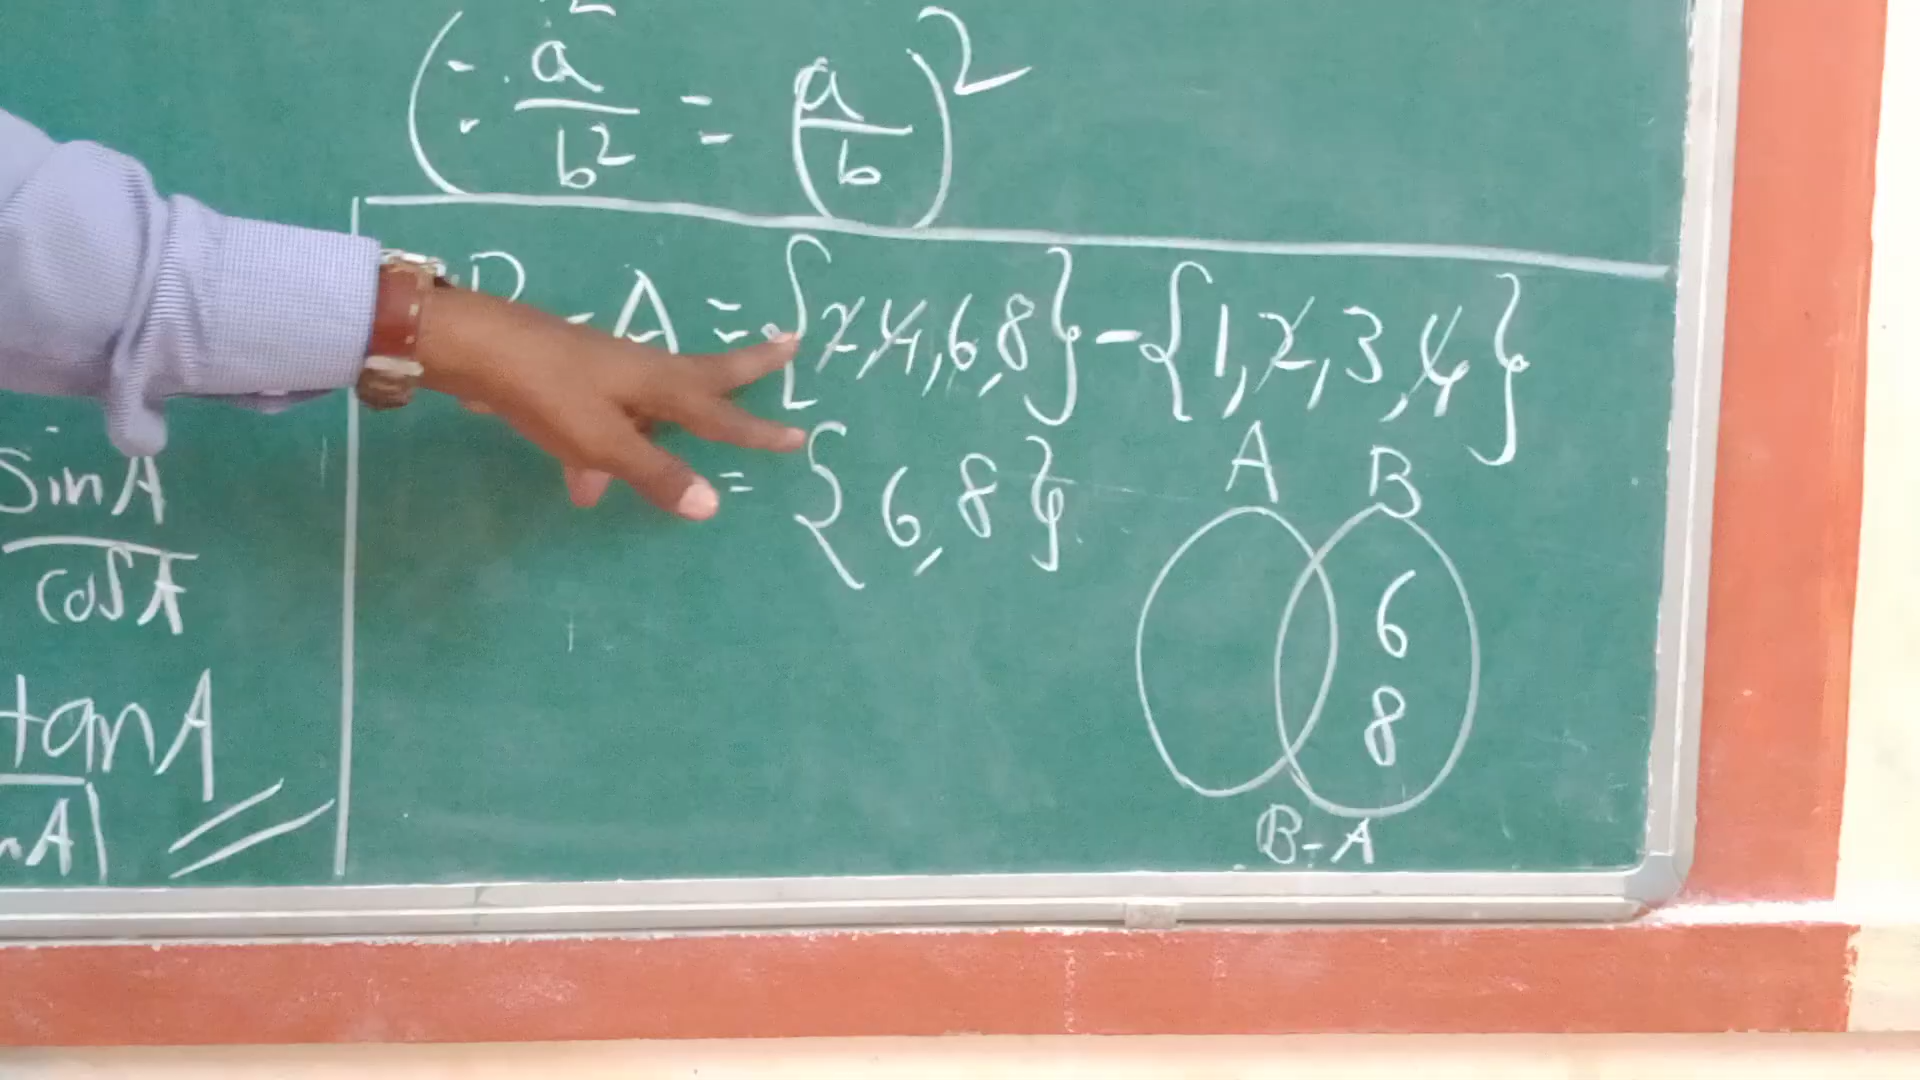 (∵ a²/b² = (a/b)²
B - A = {2,4,6,8} - {1,2,3,4}
= {6,8}
A B
6
8
B-A
SinA
cosA
tanA